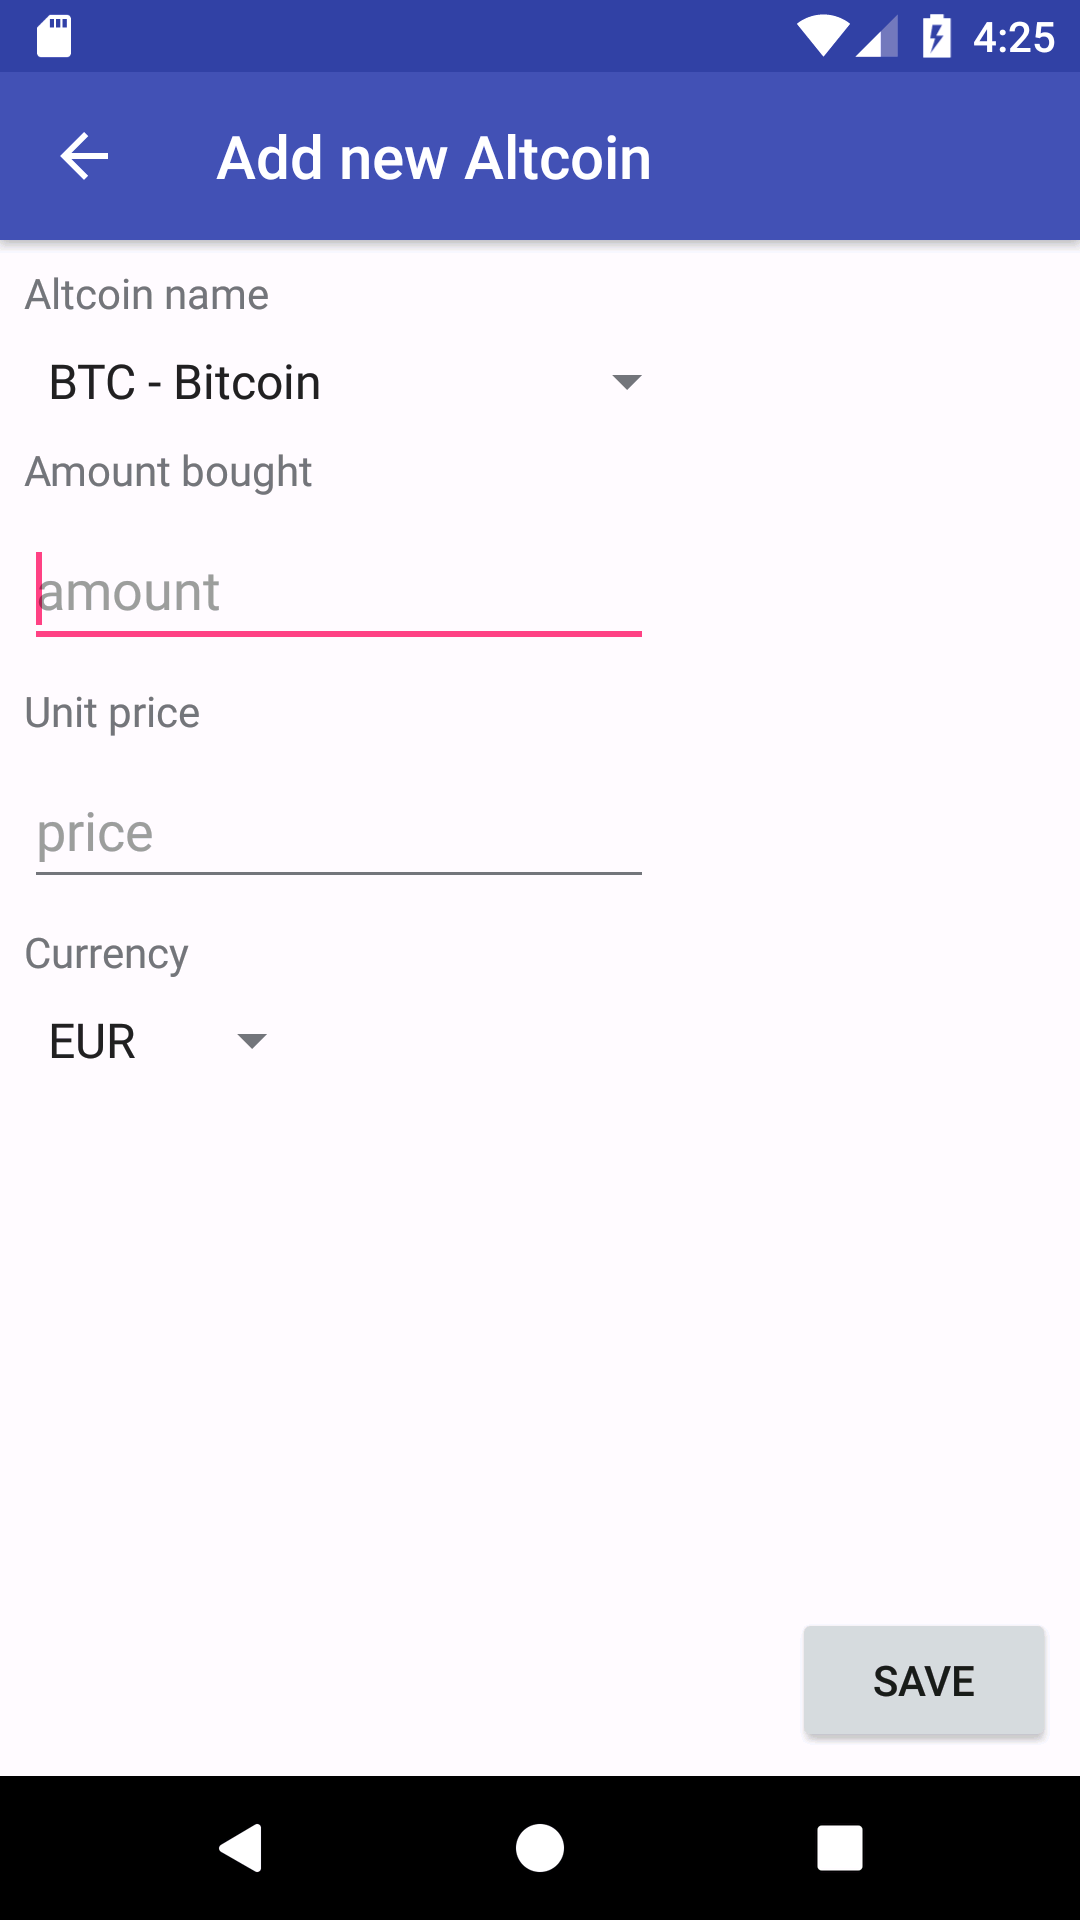 4:25
Add new Altcoin
Altcoin name
BTC - Bitcoin
Amount bought
amount
Unit price
price
Currency
EUR
SAVE